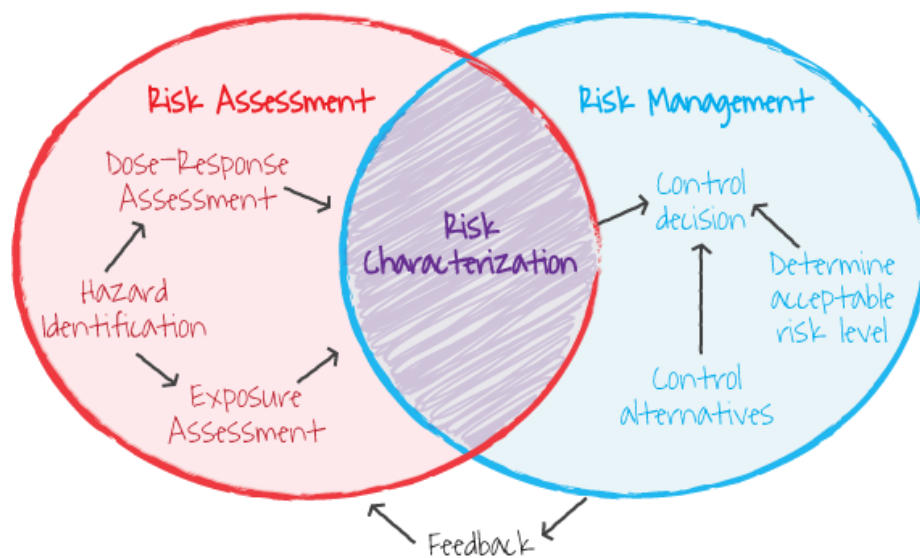 Risk Assessment
Dose-Response
Assessment
Hazard
Identification
Exposure
Assessment
Risk
Characterization
Risk Management
Control
decision
Determine
acceptable
risk level
Control
alternatives
Feedback